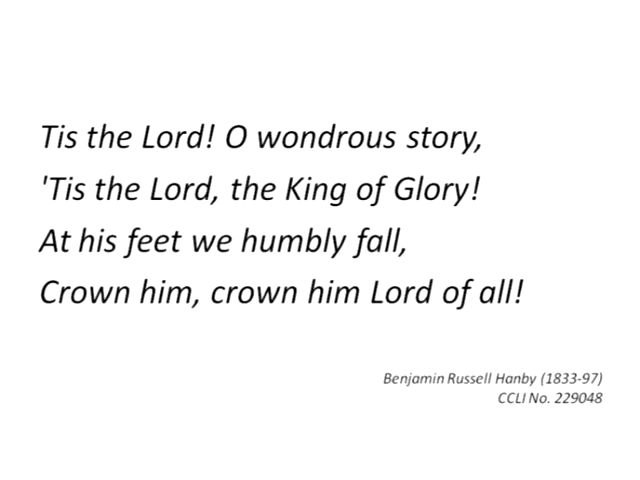 Tis the Lord! O wondrous story,
'Tis the Lord, the King of Glory!
At his feet we humbly fall,
Crown him, crown him Lord of all!
Benjamin Russell Hanby (1833-97)
CCLI No. 229048